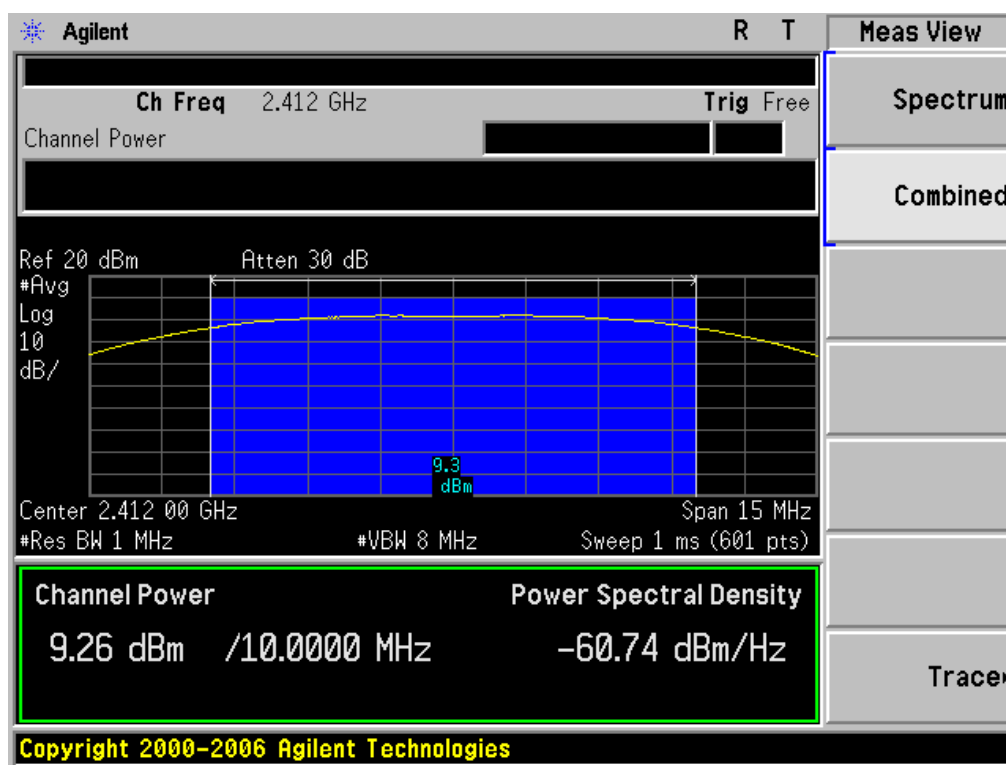 Agilent R T Meas View
Ch Freq 2.412 GHz Trig Free
Channel Power
Spectrum
Combined
Ref 20 dBm Atten 30 dB
#Avg
Log
10
dB/
9.3
dBm
Center 2.412 00 GHz Span 15 MHz
#Res BW 1 MHz #VBW 8 MHz Sweep 1 ms (601 pts)
Channel Power Power Spectral Density
9.26 dBm /10.0000 MHz -60.74 dBm/Hz
Trace
Copyright 2000-2006 Agilent Technologies